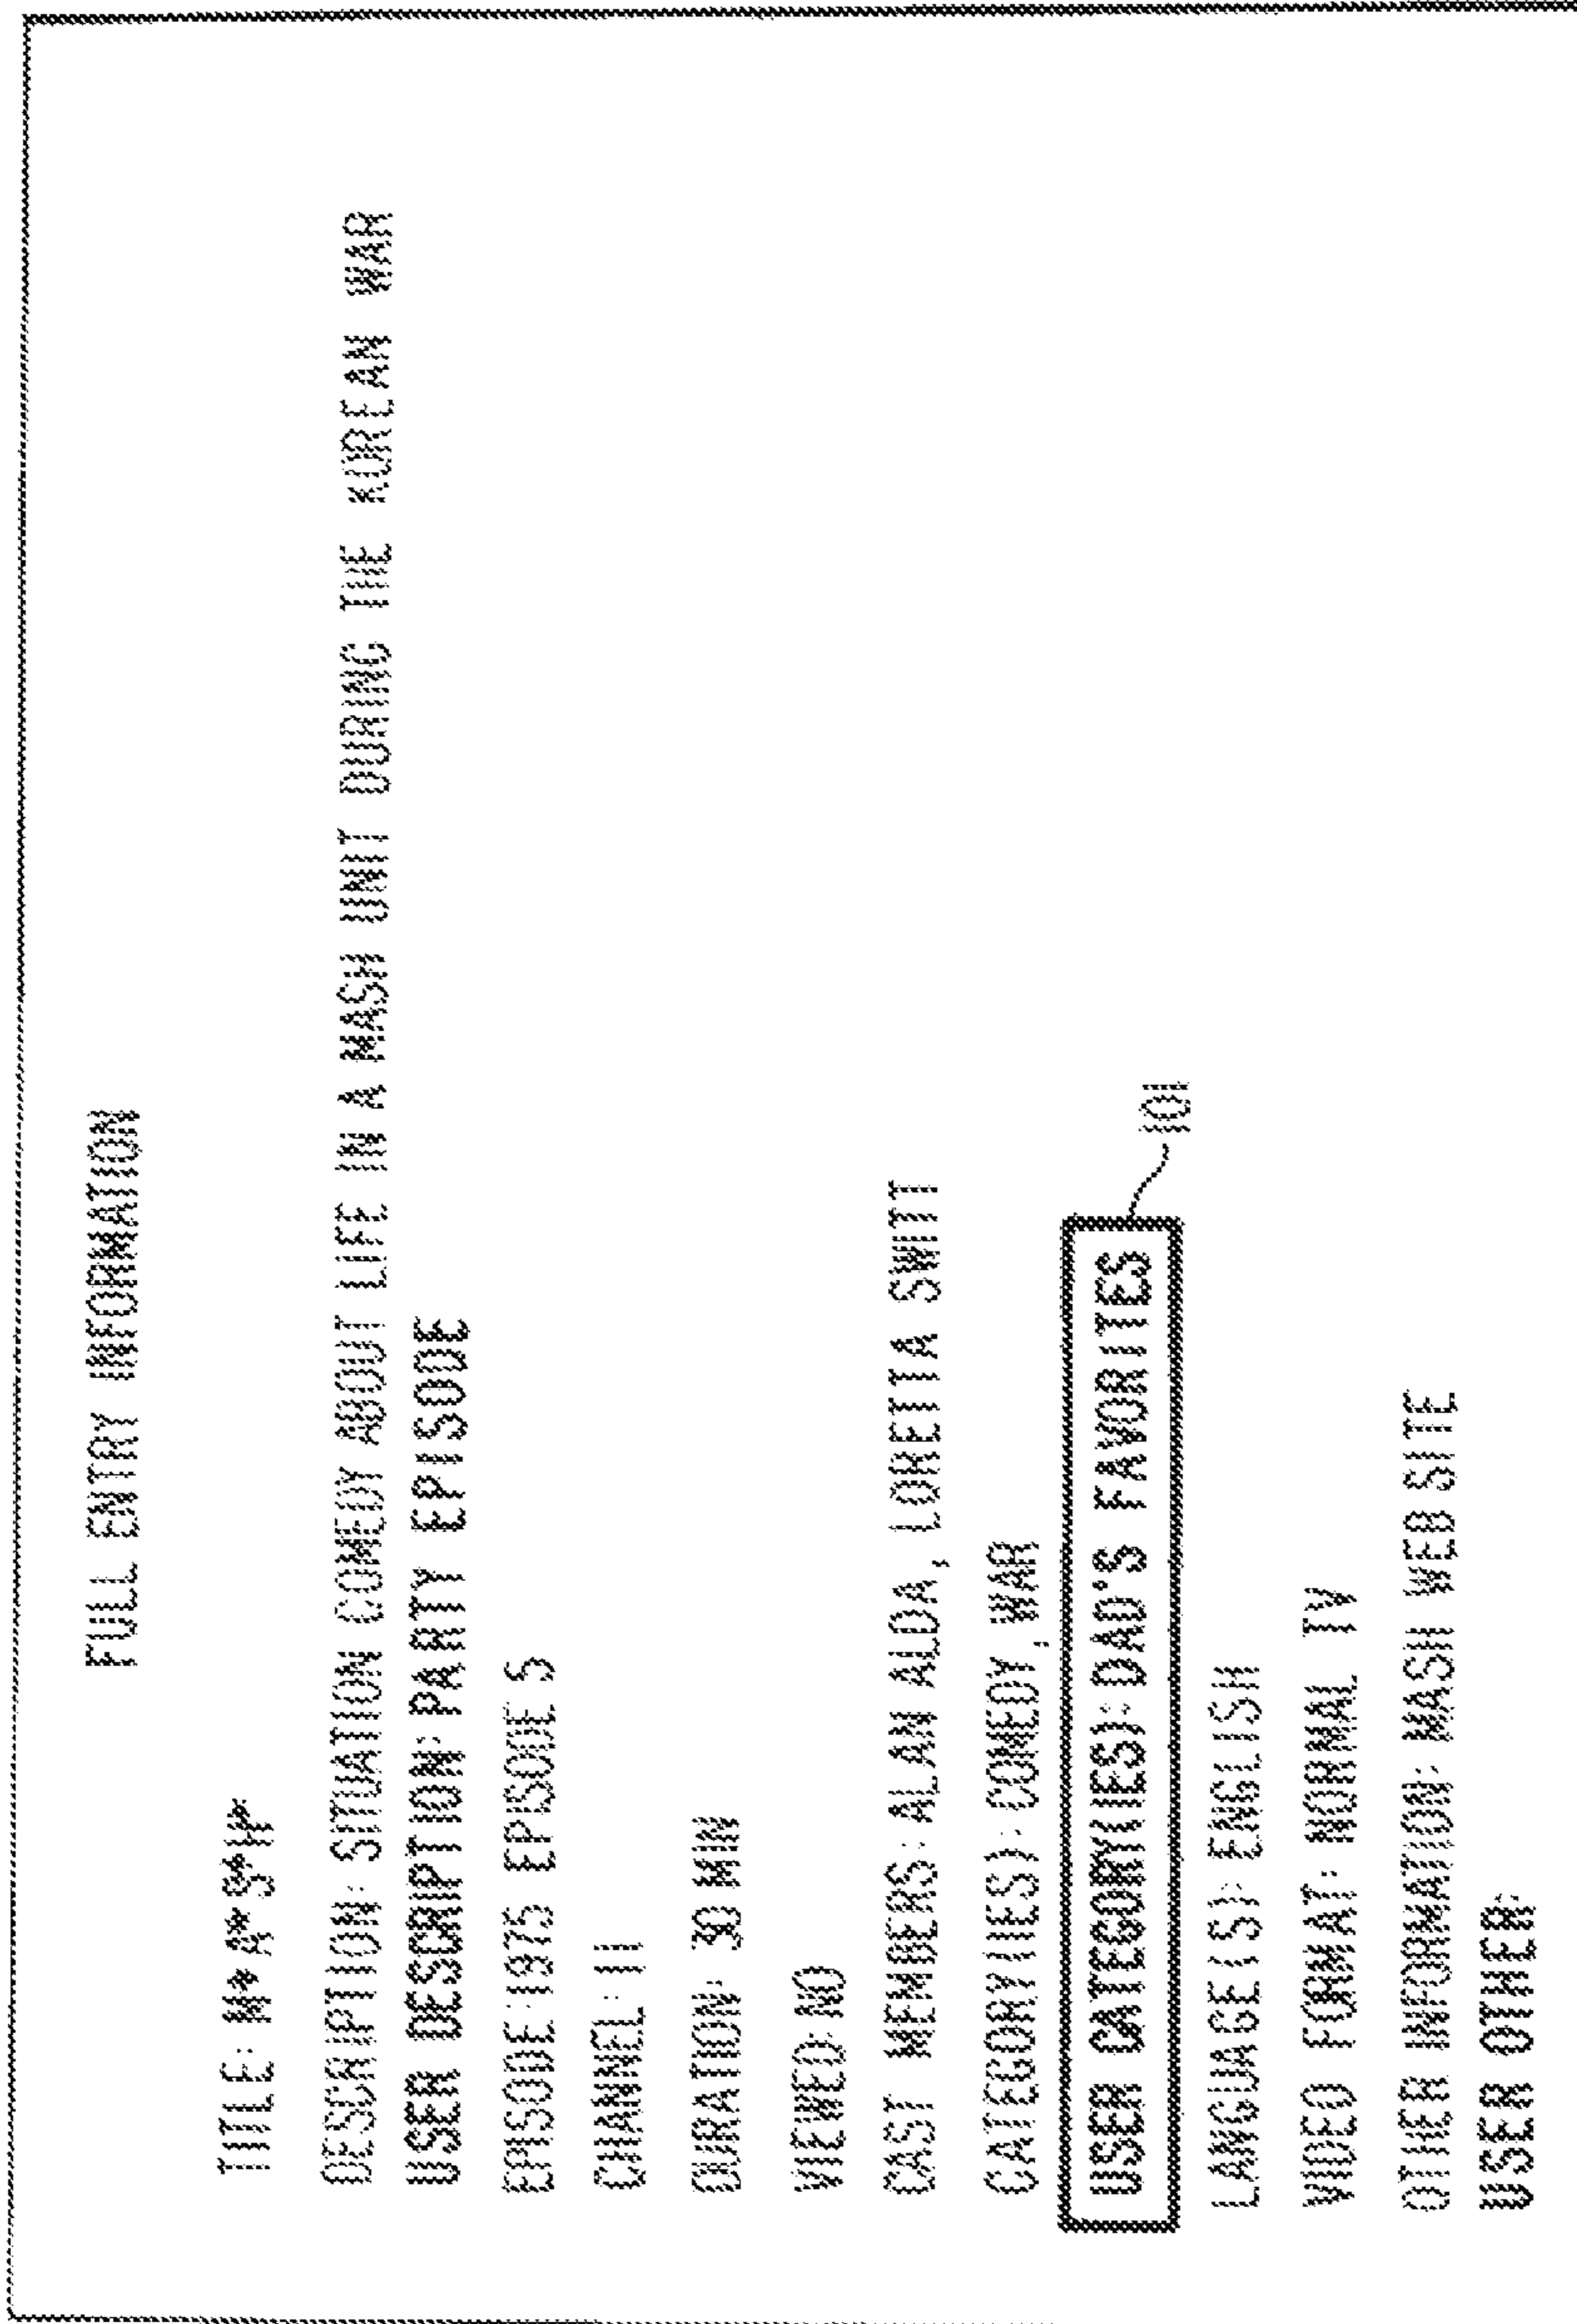 FULL ENTRY INFORMATION
TITLE: M*A*S*H*
DESCRIPTION: SITUATION COMEDY ABOUT LIFE IN A MASH UNIT DURING THE KOREAN WAR
USER DESCRIPTION: PARTY EPISODE
EPISODE:1975 EPISODE 5
CHANNEL: 11
DURATION: 30 MIN
VIEWED: NO
CAST MEMBERS: ALAN ALDA, LORETTA SWITT
CATEGORY(IES): COMEDY, WAR
USER CATEGORY(IES): DAD'S FAVORITES
101
LANGUAGE(S): ENGLISH
VIDEO FORMAT: NORMAL TV
OTHER INFORMATION: MASH WEB SITE
USER OTHER: